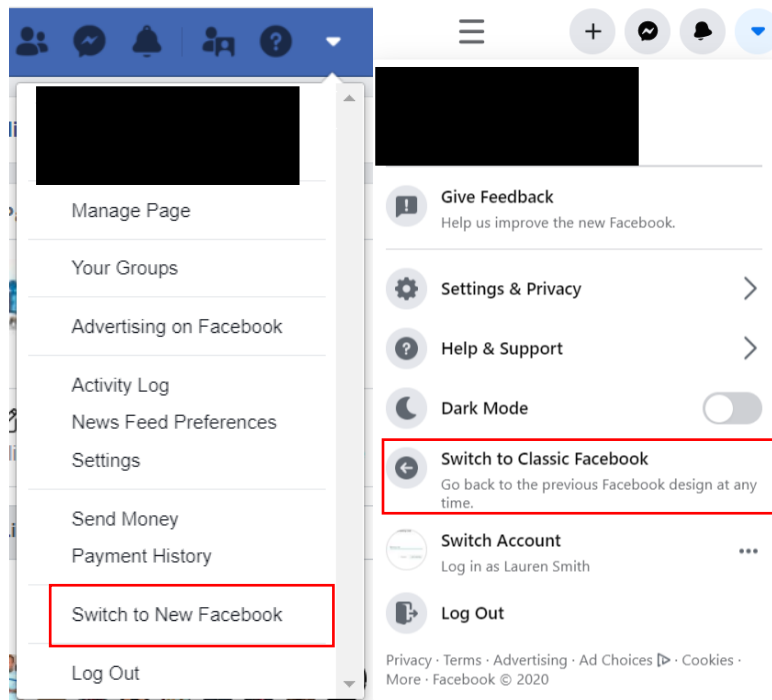 Manage Page
Your Groups
Advertising on Facebook
Activity Log
News Feed Preferences
Settings
Send Money
Payment History
Switch to New Facebook
Log Out
Give Feedback
Help us improve the new Facebook.
Settings & Privacy
Help & Support
Dark Mode
Switch to Classic Facebook
Go back to the previous Facebook design at any
time.
Switch Account
Log in as Lauren Smith
Log Out
Privacy · Terms · Advertising · Ad Choices · Cookies ·
More · Facebook © 2020